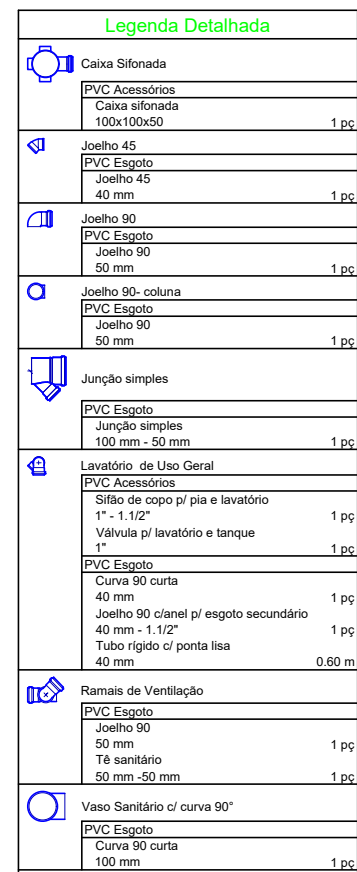 Legenda Detalhada
Caixa Sifonada
PVC Acessórios
Caixa sifonada
100x100x50 1 pç
Joelho 45
PVC Esgoto
Joelho 45
40 mm 1 pç
Joelho 90
PVC Esgoto
Joelho 90
50 mm 1 pç
Joelho 90- coluna
PVC Esgoto
Joelho 90
50 mm 1 pç
Junção simples
PVC Esgoto
Junção simples
100 mm - 50 mm 1 pç
Lavatório de Uso Geral
PVC Acessórios
Sifão de copo p/ pia e lavatório
1" - 1.1/2" 1 pç
Válvula p/ lavatório e tanque
1" 1 pç
PVC Esgoto
Curva 90 curta
40 mm 1 pç
Joelho 90 c/anel p/ esgoto secundário
40 mm - 1.1/2" 1 pç
Tubo rígido c/ ponta lisa
40 mm 0.60 m
Ramais de Ventilação
PVC Esgoto
Joelho 90
50 mm 1 pç
Tê sanitário
50 mm -50 mm 1 pç
Vaso Sanitário c/ curva 90°
PVC Esgoto
Curva 90 curta
100 mm 1 pç